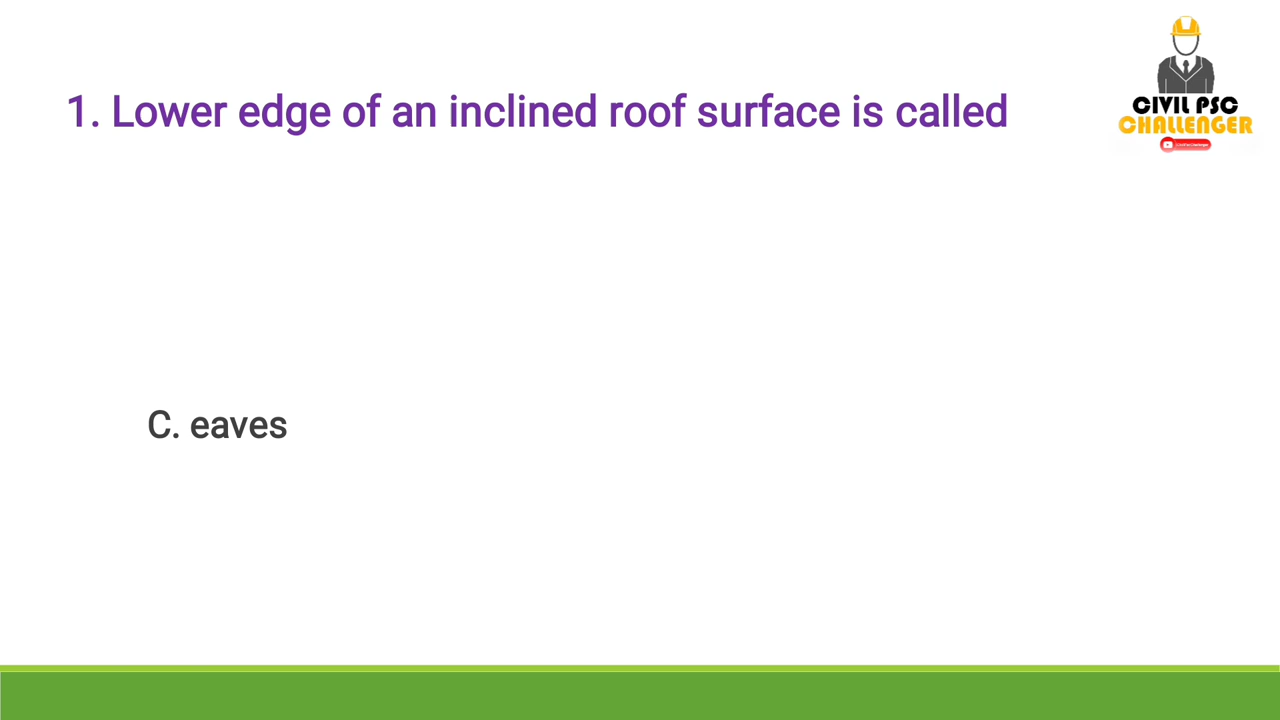 1. Lower edge of an inclined roof surface is called
CIVIL PSC
CHALLENGER
C. eaves